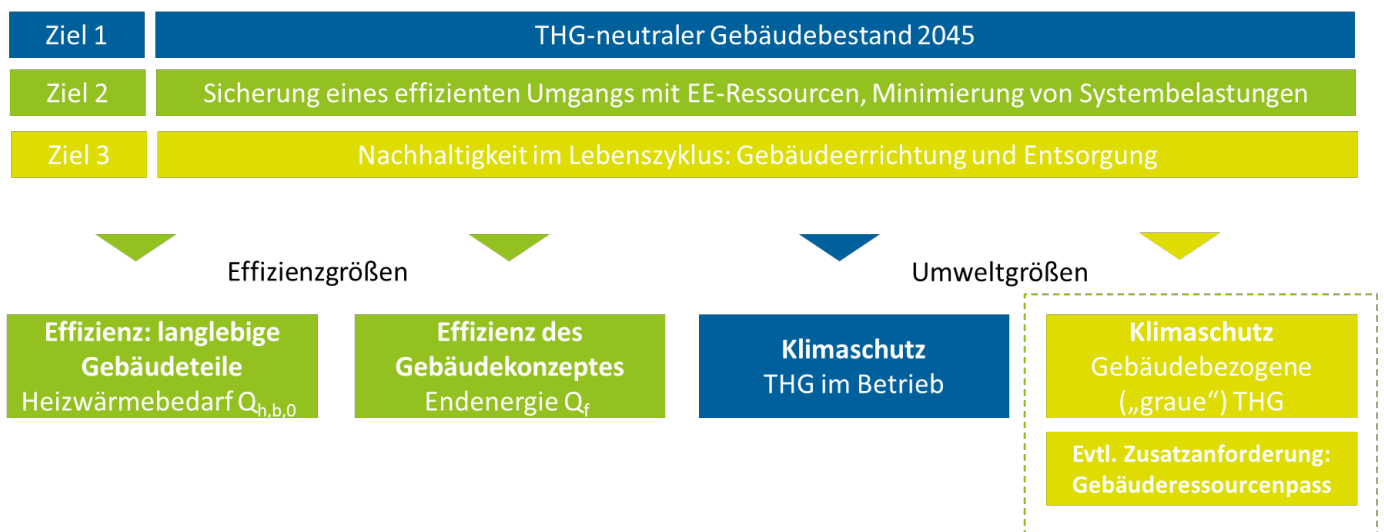 Ziel 1
THG-neutraler Gebäudebestand 2045
Ziel 2
Sicherung eines effizienten Umgangs mit EE-Ressourcen, Minimierung von Systembelastungen
Ziel 3
Nachhaltigkeit im Lebenszyklus: Gebäudeerrichtung und Entsorgung
Effizienzgrößen
Umweltgrößen
Effizienz: langlebige
Gebäudeteile
Heizwärmebedarf Qh,b,0
Effizienz des
Gebäudekonzeptes
Endenergie Qf
Klimaschutz
THG im Betrieb
Klimaschutz
Gebäudebezogene
(„graue“) THG
Evtl. Zusatzanforderung:
Gebäuderessourcenpass